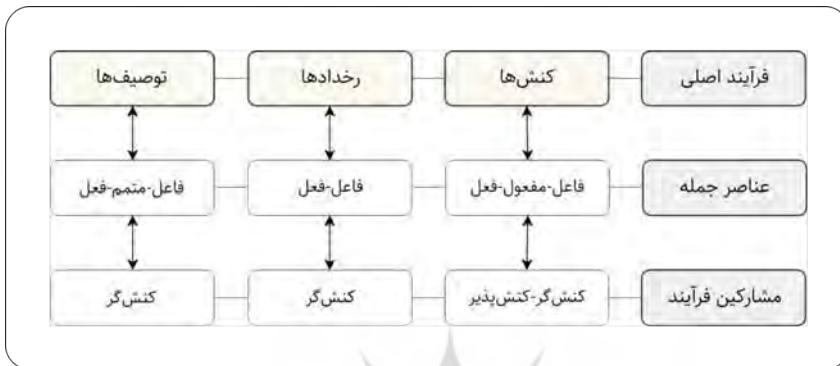 فرآیند اصلی کنش‌ها رخدادها توصیف‌ها
عناصر جمله فاعل-مفعول-فعل فاعل-فعل فاعل-متمم-فعل
مشارکین فرآیند کنش‌گر-کنش‌پذیر کنش‌گر کنش‌گر